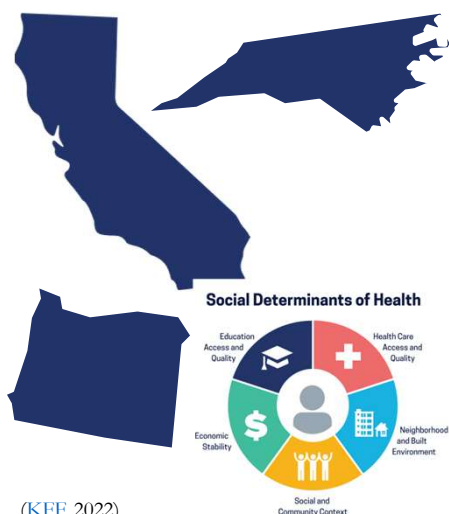 Social Determinants of Health
Education
Access and
Quality
Health Care
Access and
Quality
Economic
Stability
Neighborhood
and Built
Environment
Social and
Community Context
(KFF, 2022)